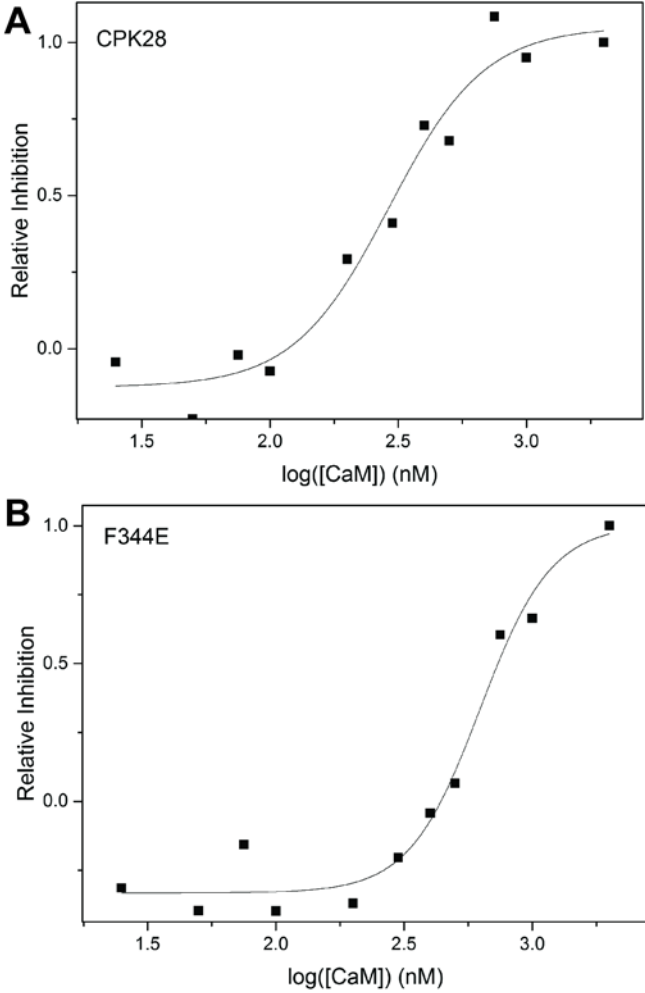 A
CPK28
1.0
0.5
0.0
Relative Inhibition
1.5 2.0 2.5 3.0
log([CaM]) (nM)
B
F344E
1.0
0.5
0.0
Relative Inhibition
1.5 2.0 2.5 3.0
log([CaM]) (nM)